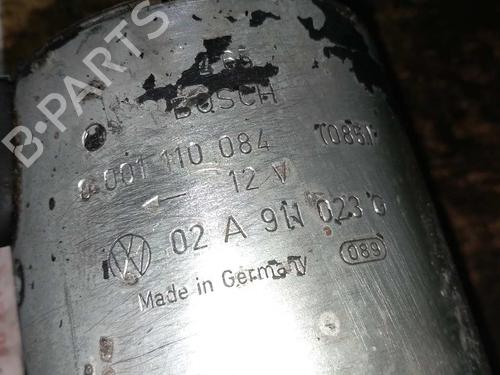 B-PARTS
BOSCH
0 001 110 084 (089)
← 12 V
02 A 911 023 G
Made in Germany 089